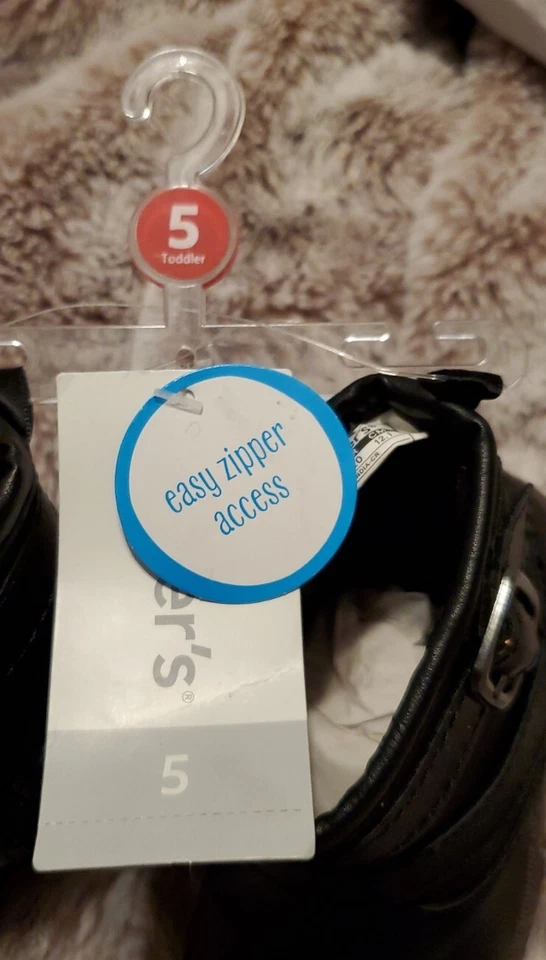 5
Toddler
easy zipper
access
er's®
5